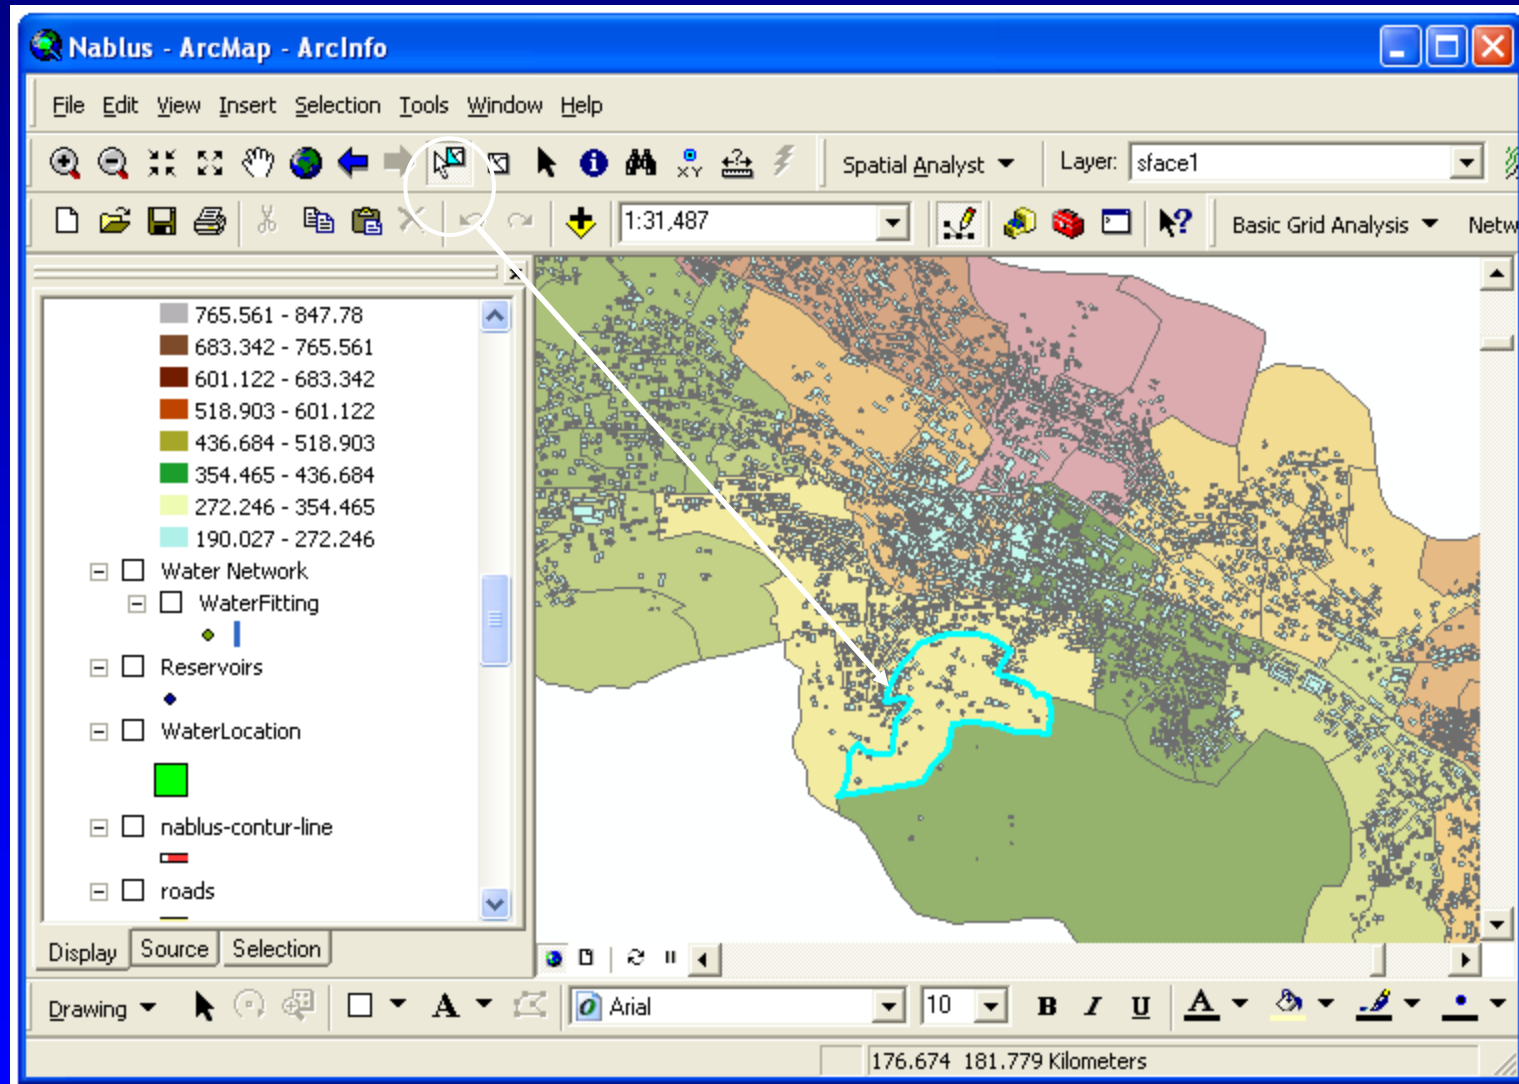 Nablus - ArcMap - ArcInfo
File Edit View Insert Selection Tools Window Help
XY Spatial Analyst Layer: sface1
1:31,487 Basic Grid Analysis Netw
765.561 - 847.78
683.342 - 765.561
601.122 - 683.342
518.903 - 601.122
436.684 - 518.903
354.465 - 436.684
272.246 - 354.465
190.027 - 272.246
Water Network
WaterFitting
Reservoirs
WaterLocation
nablus-contur-line
roads
Display Source Selection
Drawing A Arial 10 B I U A
176.674 181.779 Kilometers